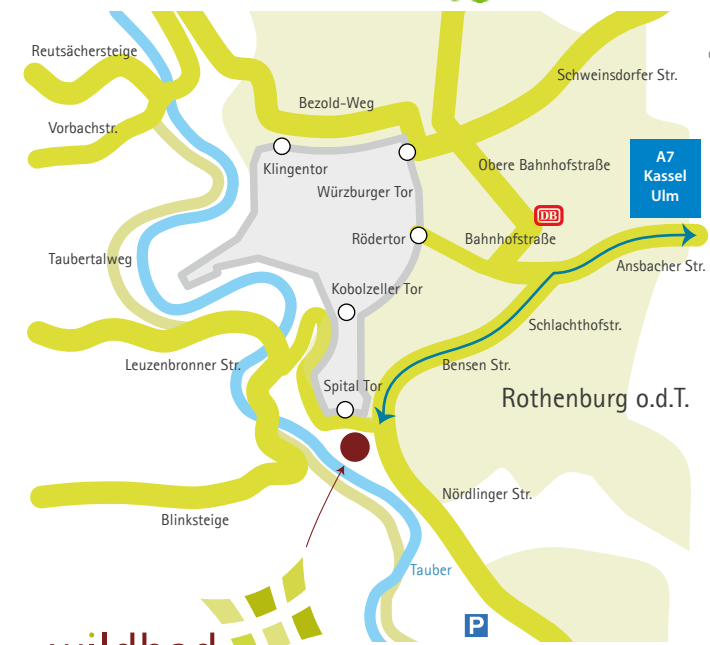 Reutsächersteige
Schweinsdorfer Str.
Bezold-Weg
Vorbachstr.
A7
Kassel
Ulm
Klingentor
Obere Bahnhofstraße
Würzburger Tor
DB
Rödertor
Bahnhofstraße
Taubertalweg
Ansbacher Str.
Kobolzeller Tor
Schlachthofstr.
Leuzenbronner Str.
Bensen Str.
Spital Tor
Rothenburg o.d.T.
Nördlinger Str.
Blinksteige
Tauber
P
wildbad